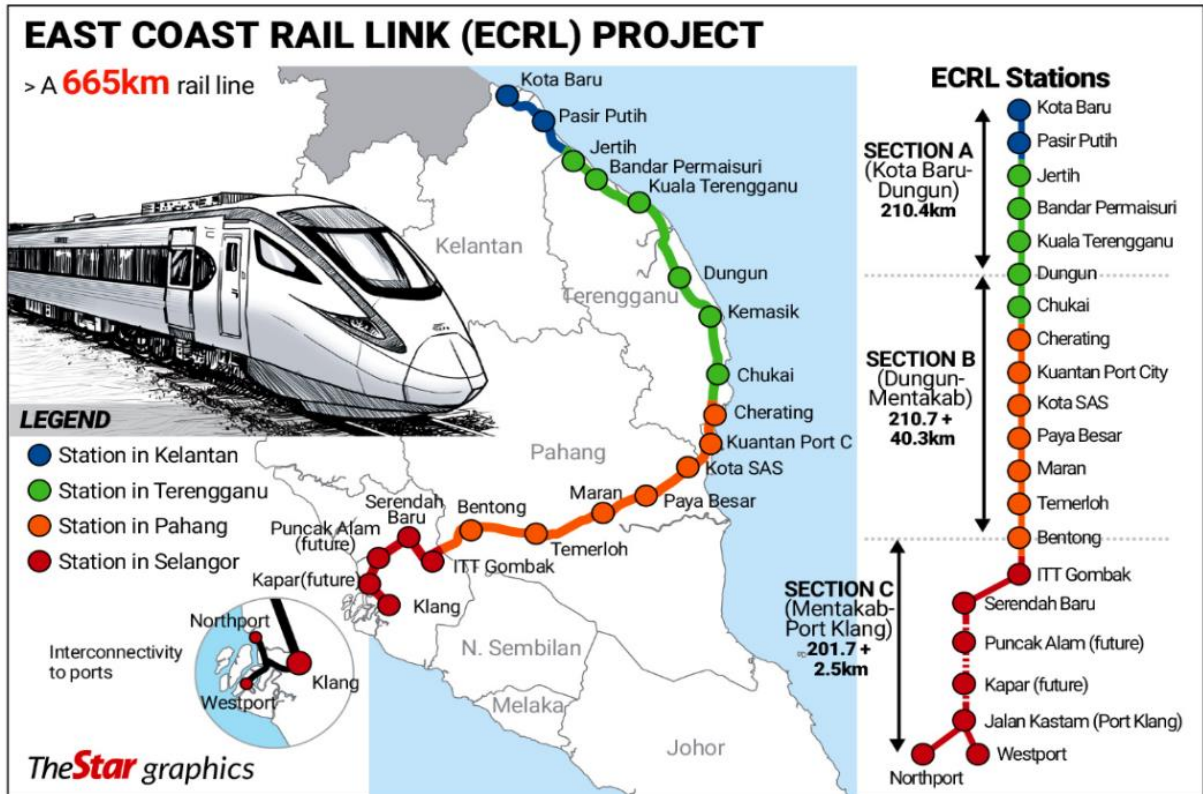 EAST COAST RAIL LINK (ECRL) PROJECT
> A 665km rail line
Kota Baru
Pasir Putih
Jertih
Bandar Permaisuri
Kuala Terengganu
Kelantan
Dungun
Terengganu
Kemasik
Chukai
Cherating
Kuantan Port C
Pahang
Kota SAS
Maran
Paya Besar
Bentong
Temerloh
Serendah
Baru
Puncak Alam
(future)
ITT Gombak
Kapar(future)
Klang
N. Sembilan
Melaka
Johor
LEGEND
Station in Kelantan
Station in Terengganu
Station in Pahang
Station in Selangor
Interconnectivity
to ports
Northport
Klang
Westport
TheStar graphics
ECRL Stations
SECTION A
(Kota Baru-
Dungun)
210.4km
SECTION B
(Dungun-
Mentakab)
210.7 +
40.3km
SECTION C
(Mentakab-
Port Klang)
201.7 +
2.5km
Kota Baru
Pasir Putih
Jertih
Bandar Permaisuri
Kuala Terengganu
Dungun
Chukai
Cherating
Kuantan Port City
Kota SAS
Paya Besar
Maran
Temerloh
Bentong
ITT Gombak
Serendah Baru
Puncak Alam (future)
Kapar (future)
Jalan Kastam (Port Klang)
Westport
Northport